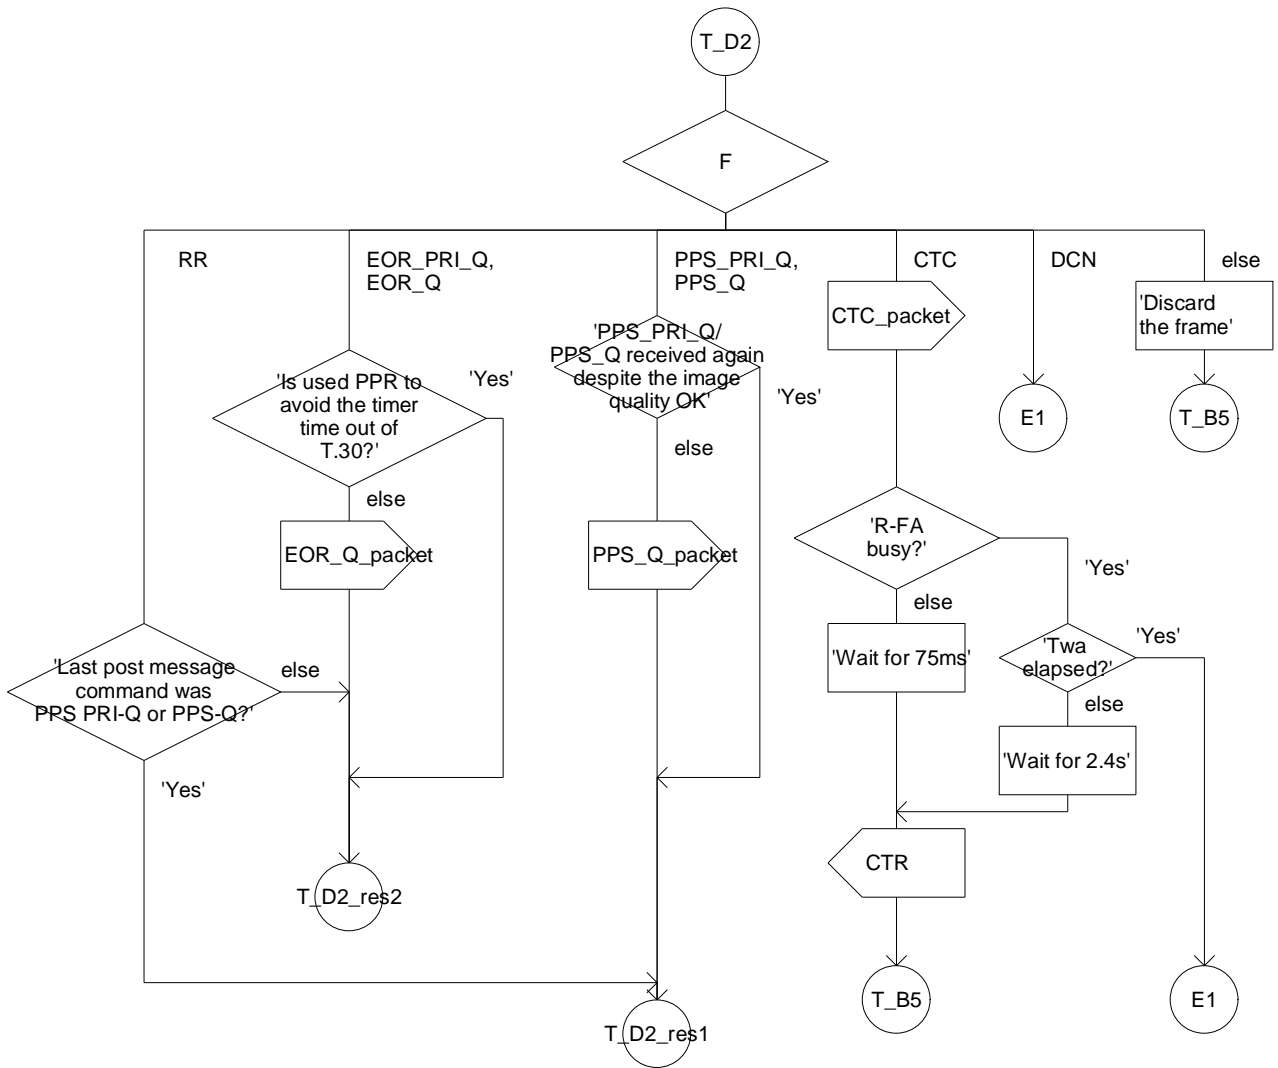 T_D2
F
RR
EOR_PRI_Q,
EOR_Q
PPS_PRI_Q,
PPS_Q
CTC
DCN
else
CTC_packet
'Discard
the frame'
'PPS_PRI_Q/
PPS_Q received again
despite the image
quality OK'
'Yes'
'Is used PPR to
avoid the timer
time out of
T.30?'
'Yes'
E1
T_B5
else
else
EOR_Q_packet
PPS_Q_packet
'R-FA
busy?'
'Yes'
else
'Wait for 75ms'
'Twa
elapsed?'
'Yes'
'Last post message
command was
PPS PRI-Q or PPS-Q?'
else
else
'Wait for 2.4s'
'Yes'
CTR
T_D2_res2
T_B5
E1
T_D2_res1